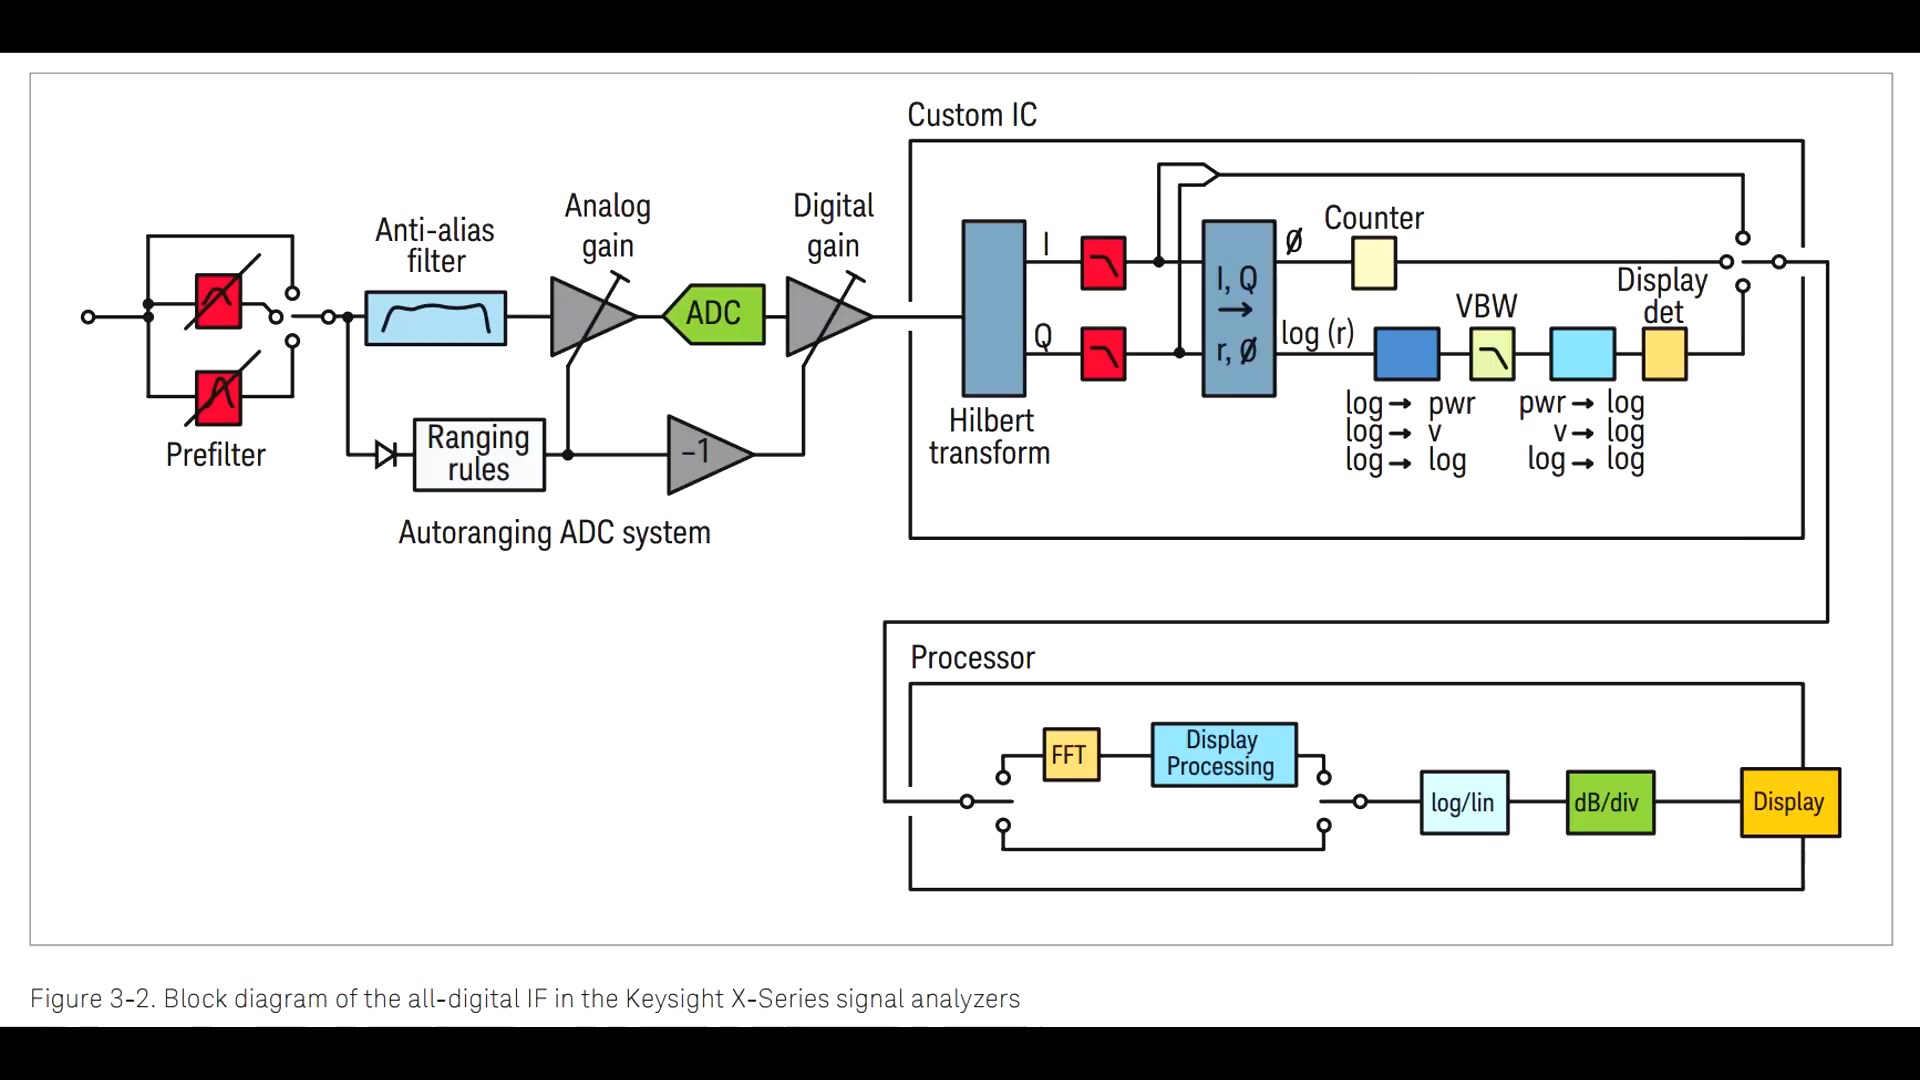 Custom IC
Analog
gain
Digital
gain
Anti-alias
filter
Counter
I
Ø
I, Q
→
r, Ø
ADC
Display
det
VBW
Q
log (r)
log → pwr
log → v
log → log
pwr → log
v → log
log → log
Hilbert
transform
Prefilter
Ranging
rules
–1
Autoranging ADC system
Processor
FFT
Display
Processing
log/lin
dB/div
Display
Figure 3-2. Block diagram of the all-digital IF in the Keysight X-Series signal analyzers